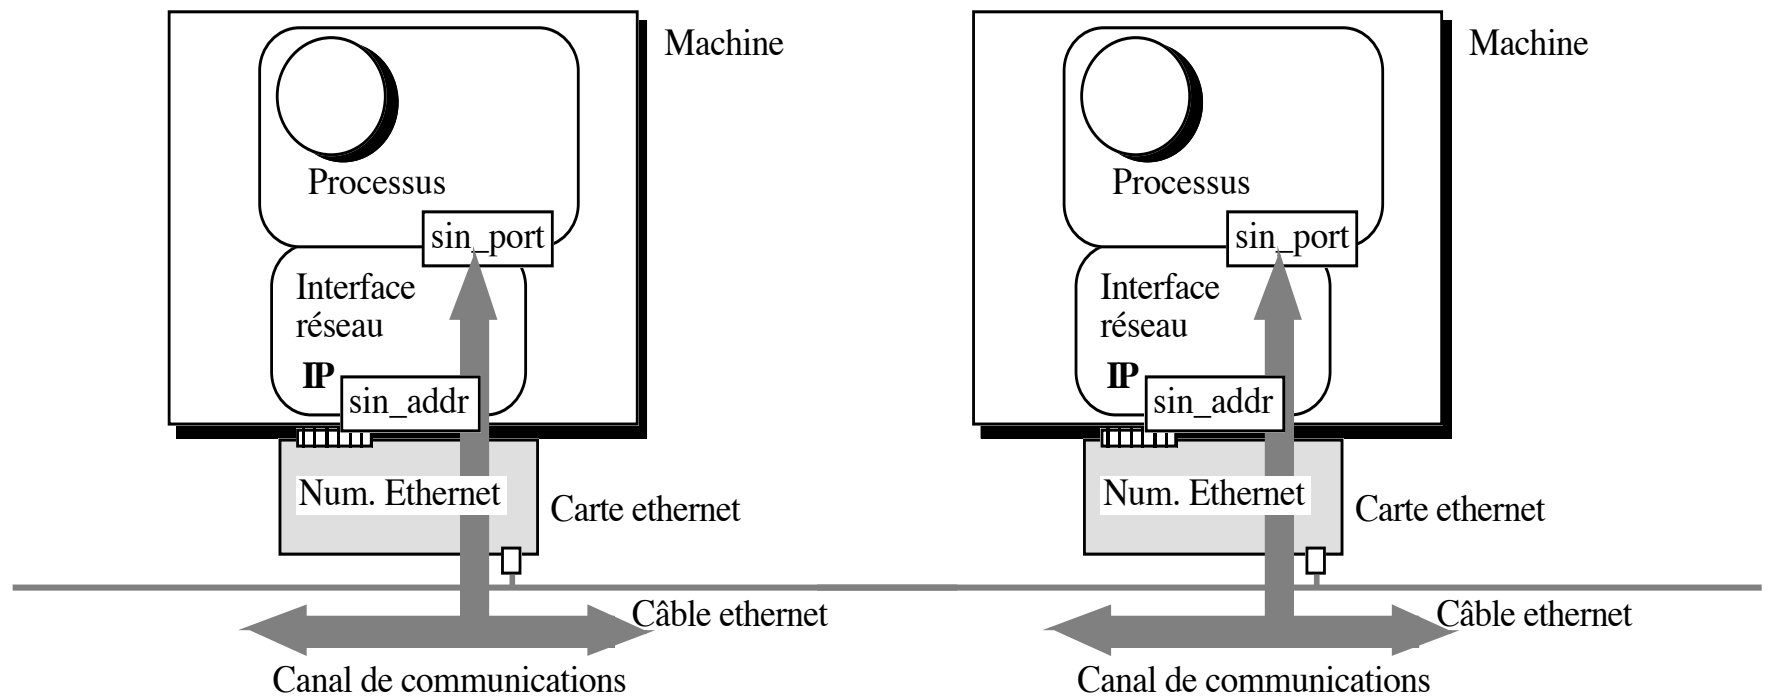 Machine
Processus
sin_port
Interface
réseau
IP
sin_addr
Num. Ethernet
Carte ethernet
Câble ethernet
Canal de communications
Machine
Processus
sin_port
Interface
réseau
IP
sin_addr
Num. Ethernet
Carte ethernet
Câble ethernet
Canal de communications